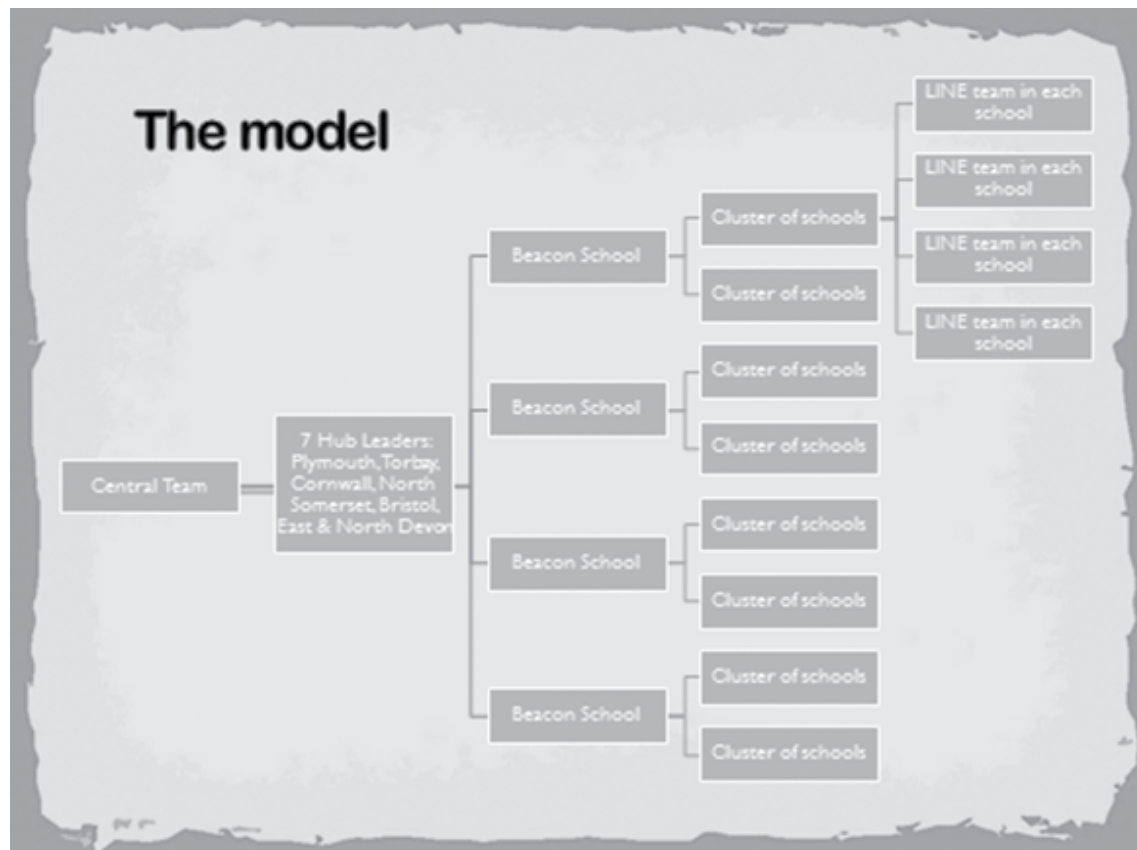 The model
Central Team
7 Hub Leaders:
Plymouth, Torbay,
Cornwall, North
Somerset, Bristol,
East & North Devon
Beacon School
Cluster of schools
LINE team in each
school
LINE team in each
school
LINE team in each
school
LINE team in each
school
Cluster of schools
Beacon School
Cluster of schools
Cluster of schools
Beacon School
Cluster of schools
Cluster of schools
Beacon School
Cluster of schools
Cluster of schools